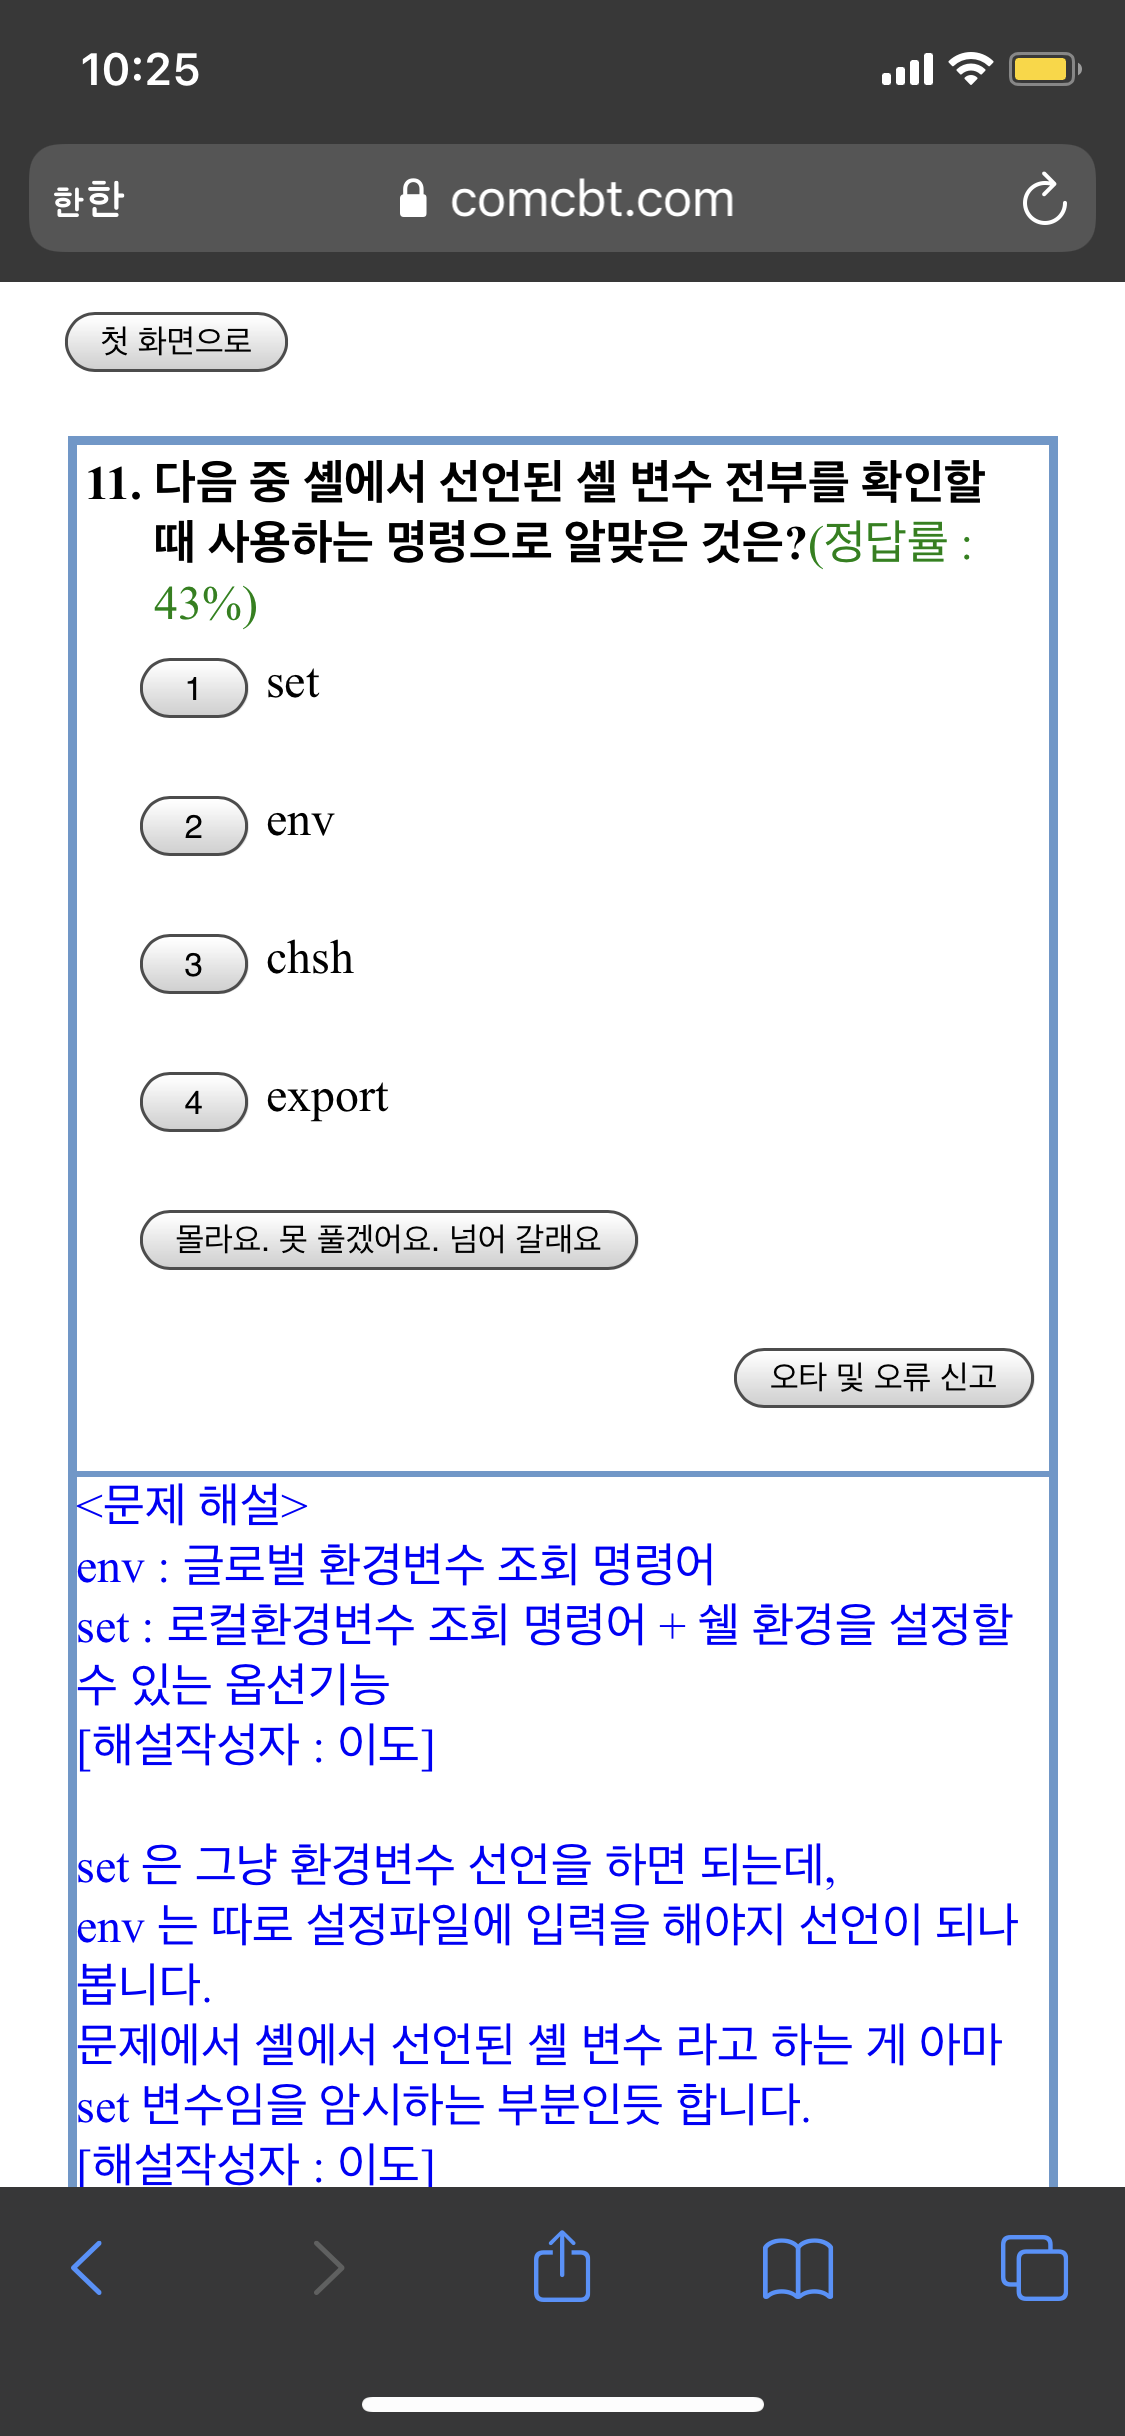 10:25
한한 comcbt.com
첫 화면으로
11. 다음 중 셸에서 선언된 셸 변수 전부를 확인할
때 사용하는 명령으로 알맞은 것은?(정답률 :
43%)
1 set
2 env
3 chsh
4 export
몰라요. 못 풀겠어요. 넘어 갈래요
오타 및 오류 신고
<문제 해설>
env : 글로벌 환경변수 조회 명령어
set : 로컬환경변수 조회 명령어 + 쉘 환경을 설정할
수 있는 옵션기능
[해설작성자 : 이도]
set 은 그냥 환경변수 선언을 하면 되는데,
env 는 따로 설정파일에 입력을 해야지 선언이 되나
봅니다.
문제에서 셸에서 선언된 셸 변수 라고 하는 게 아마
set 변수임을 암시하는 부분인듯 합니다.
[해설작성자 : 이도]